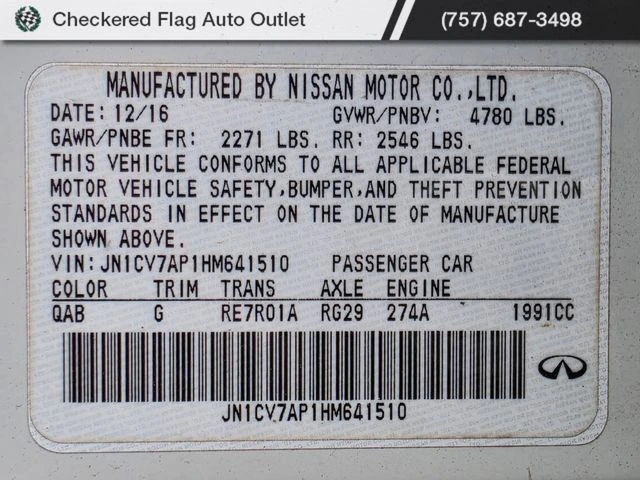 Checkered Flag Auto Outlet (757) 687-3498
MANUFACTURED BY NISSAN MOTOR CO.,LTD.
DATE: 12/16 GVWR/PNBV: 4780 LBS.
GAWR/PNBE FR: 2271 LBS. RR: 2546 LBS.
THIS VEHICLE CONFORMS TO ALL APPLICABLE FEDERAL
MOTOR VEHICLE SAFETY,BUMPER,AND THEFT PREVENTION
STANDARDS IN EFFECT ON THE DATE OF MANUFACTURE
SHOWN ABOVE.
VIN:JN1CV7AP1HM641510 PASSENGER CAR
COLOR TRIM TRANS AXLE ENGINE
QAB G RE7R01A RG29 274A 1991CC
JN1CV7AP1HM641510